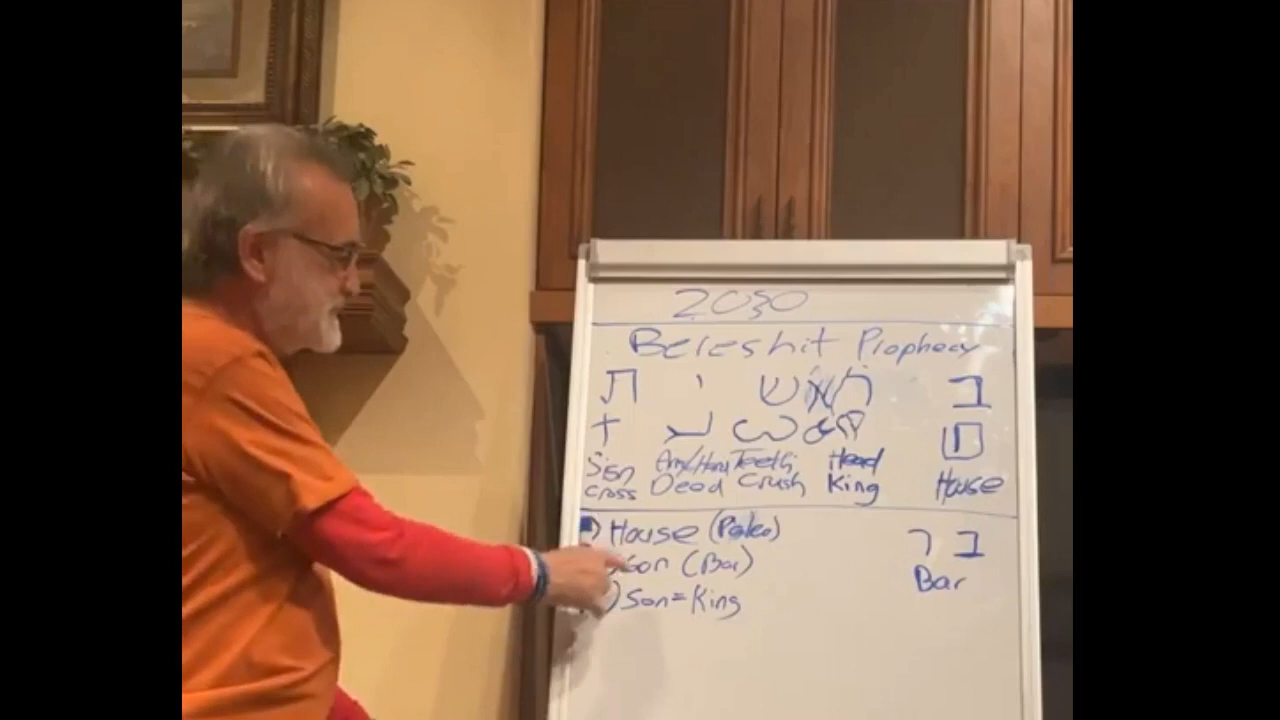 2030
Bereshit Prophecy
ב ר א ש י ת
Sign Arm/Hand Teeth Head
Cross Deed Crush King House
) House (Paleo)
Son (Bar)
) Son = King
ב ר
Bar